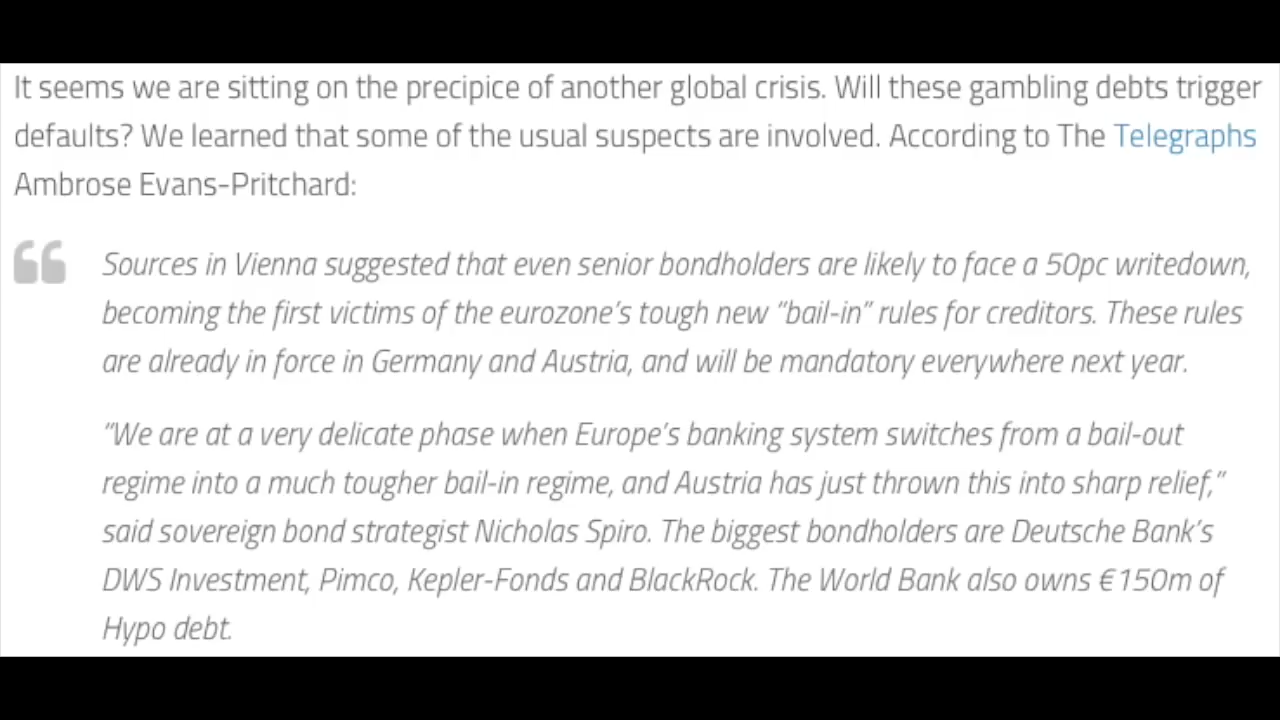 It seems we are sitting on the precipice of another global crisis. Will these gambling debts trigger
defaults? We learned that some of the usual suspects are involved. According to The Telegraphs
Ambrose Evans-Pritchard:
Sources in Vienna suggested that even senior bondholders are likely to face a 50pc writedown,
becoming the first victims of the eurozone’s tough new “bail-in” rules for creditors. These rules
are already in force in Germany and Austria, and will be mandatory everywhere next year.
“We are at a very delicate phase when Europe’s banking system switches from a bail-out
regime into a much tougher bail-in regime, and Austria has just thrown this into sharp relief,”
said sovereign bond strategist Nicholas Spiro. The biggest bondholders are Deutsche Bank’s
DWS Investment, Pimco, Kepler-Fonds and BlackRock. The World Bank also owns €150m of
Hypo debt.